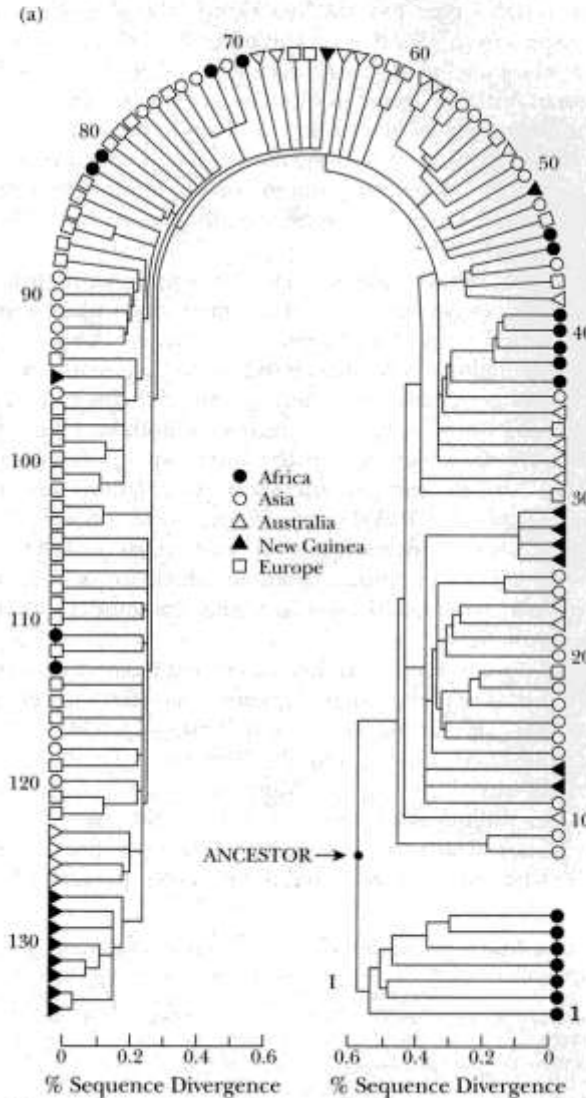 (a)
70
60
80
50
90
40
100
Africa
Asia
Australia
New Guinea
Europe
30
110
20
120
10
ANCESTOR
130
I
1
0 0.2 0.4 0.6
0.6 0.4 0.2 0
% Sequence Divergence
% Sequence Divergence